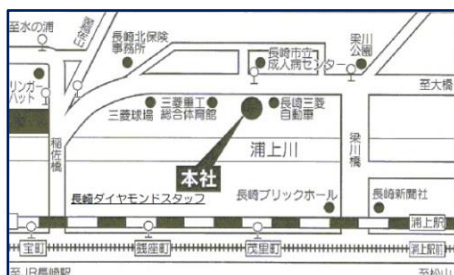 至水の浦
長崎北保険
事務所
長崎市立
成人病センター
梁川
公園
リンガー
ハット
至大橋
三菱球場
三菱重工
総合体育館
長崎三菱
自動車
稲佐橋
浦上川
梁川橋
本社
長崎ダイヤモンドスタッフ
長崎ブリックホール
長崎新聞社
浦上駅
宝町
銭座町
茂里町
浦上駅前
至JR長崎駅
至松山